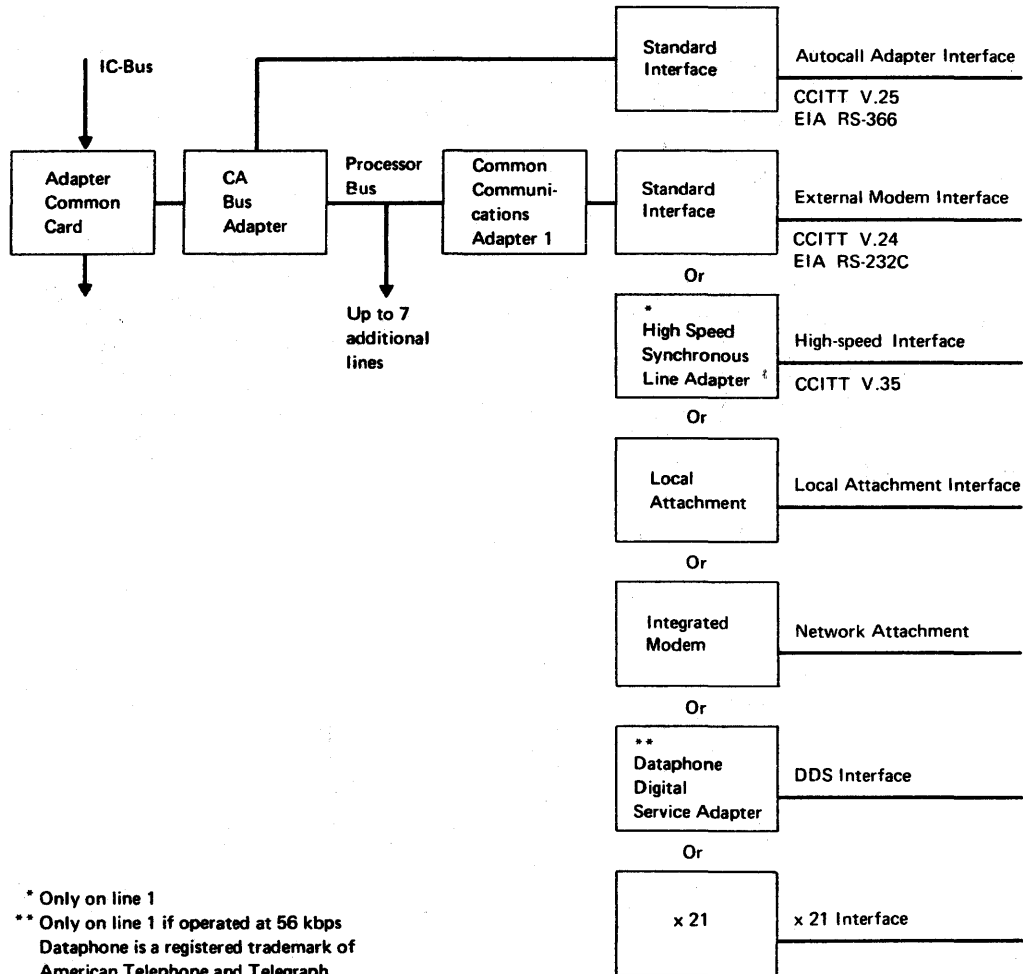 IC-Bus
Adapter
Common
Card
CA
Bus
Adapter
Processor
Bus
Up to 7
additional
lines
Common
Communi-
cations
Adapter 1
Standard
Interface
Autocall Adapter Interface
CCITT V.25
EIA RS-366
Standard
Interface
External Modem Interface
CCITT V.24
EIA RS-232C
Or
*
High Speed
Synchronous
Line Adapter
High-speed Interface
CCITT V.35
Or
Local
Attachment
Local Attachment Interface
Or
Integrated
Modem
Network Attachment
Or
**
Dataphone
Digital
Service Adapter
DDS Interface
Or
x 21
x 21 Interface
* Only on line 1
** Only on line 1 if operated at 56 kbps
Dataphone is a registered trademark of
American Telephone and Telegraph